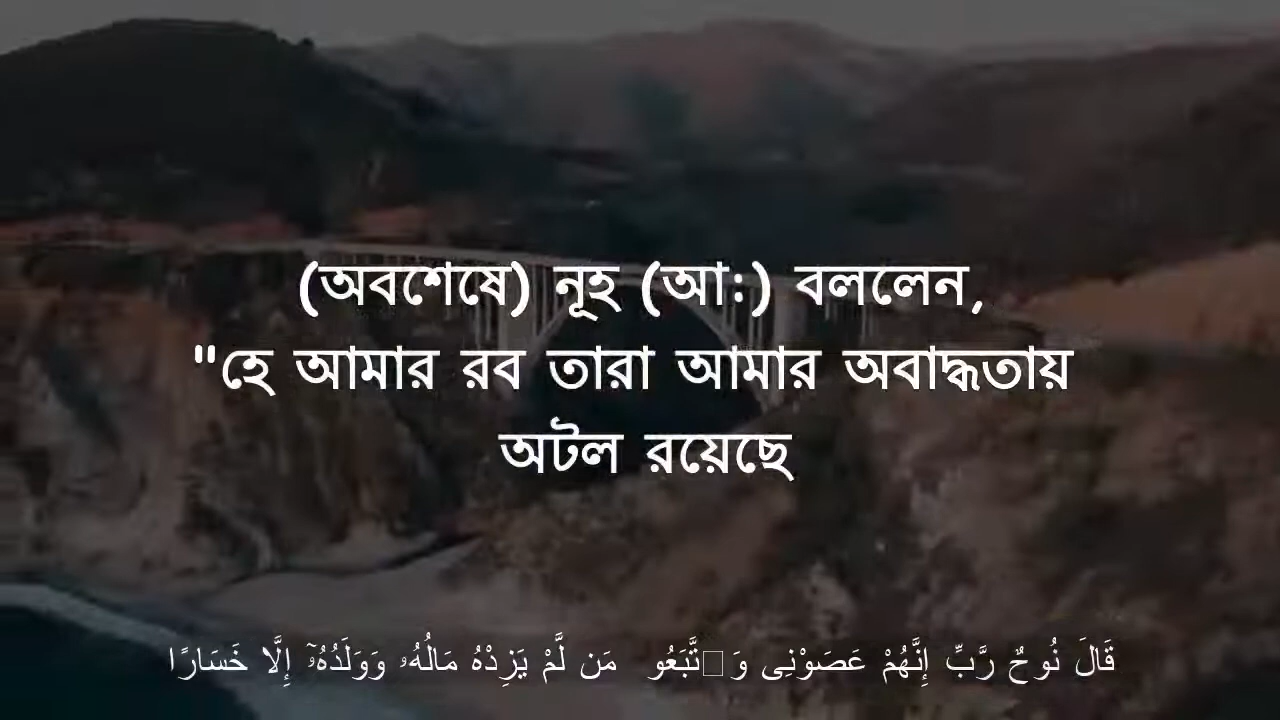 (অবশেষে) নূহ (আ:) বললেন,
"হে আমার রব তারা আমার অবাদ্ধতায়
অটল রয়েছে
قَالَ نُوحٌ رَّبِّ إِنَّهُمْ عَصَوْنِى وَ□تَّبَعُو مَن لَّمْ يَزِدْهُ مَالُهُۥ وَوَلَدُهُۥٓ إِلَّا خَسَارًا